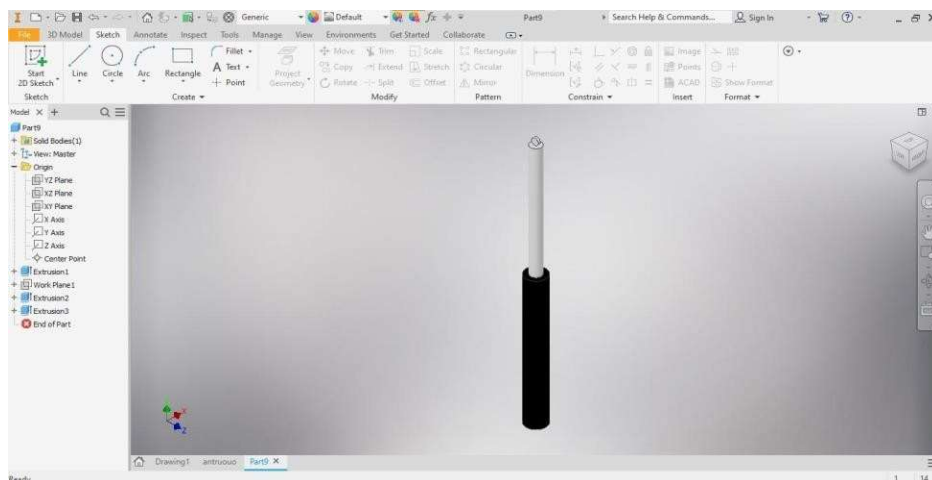 Generic Default fx Part9 Search Help & Commands... Sign In
File 3D Model Sketch Annotate Inspect Tools Manage View Environments Get Started Collaborate
Fillet Move Trim Scale Rectangular Image
Text Copy Extend Stretch Circular Points
Start 2D Sketch Line Circle Arc Rectangle Point Project Geometry Rotate Split Offset Mirror Dimension ACAD Show Format
Sketch Create Modify Pattern Constrain Insert Format
Model
Part9
Solid Bodies(1)
View: Master
Origin
YZ Plane
XZ Plane
XY Plane
X Axis
Y Axis
Z Axis
Center Point
Extrusion1
Work Plane1
Extrusion2
Extrusion3
End of Part
X
Z
Drawing1 antruouo Part9
Ready 1 14